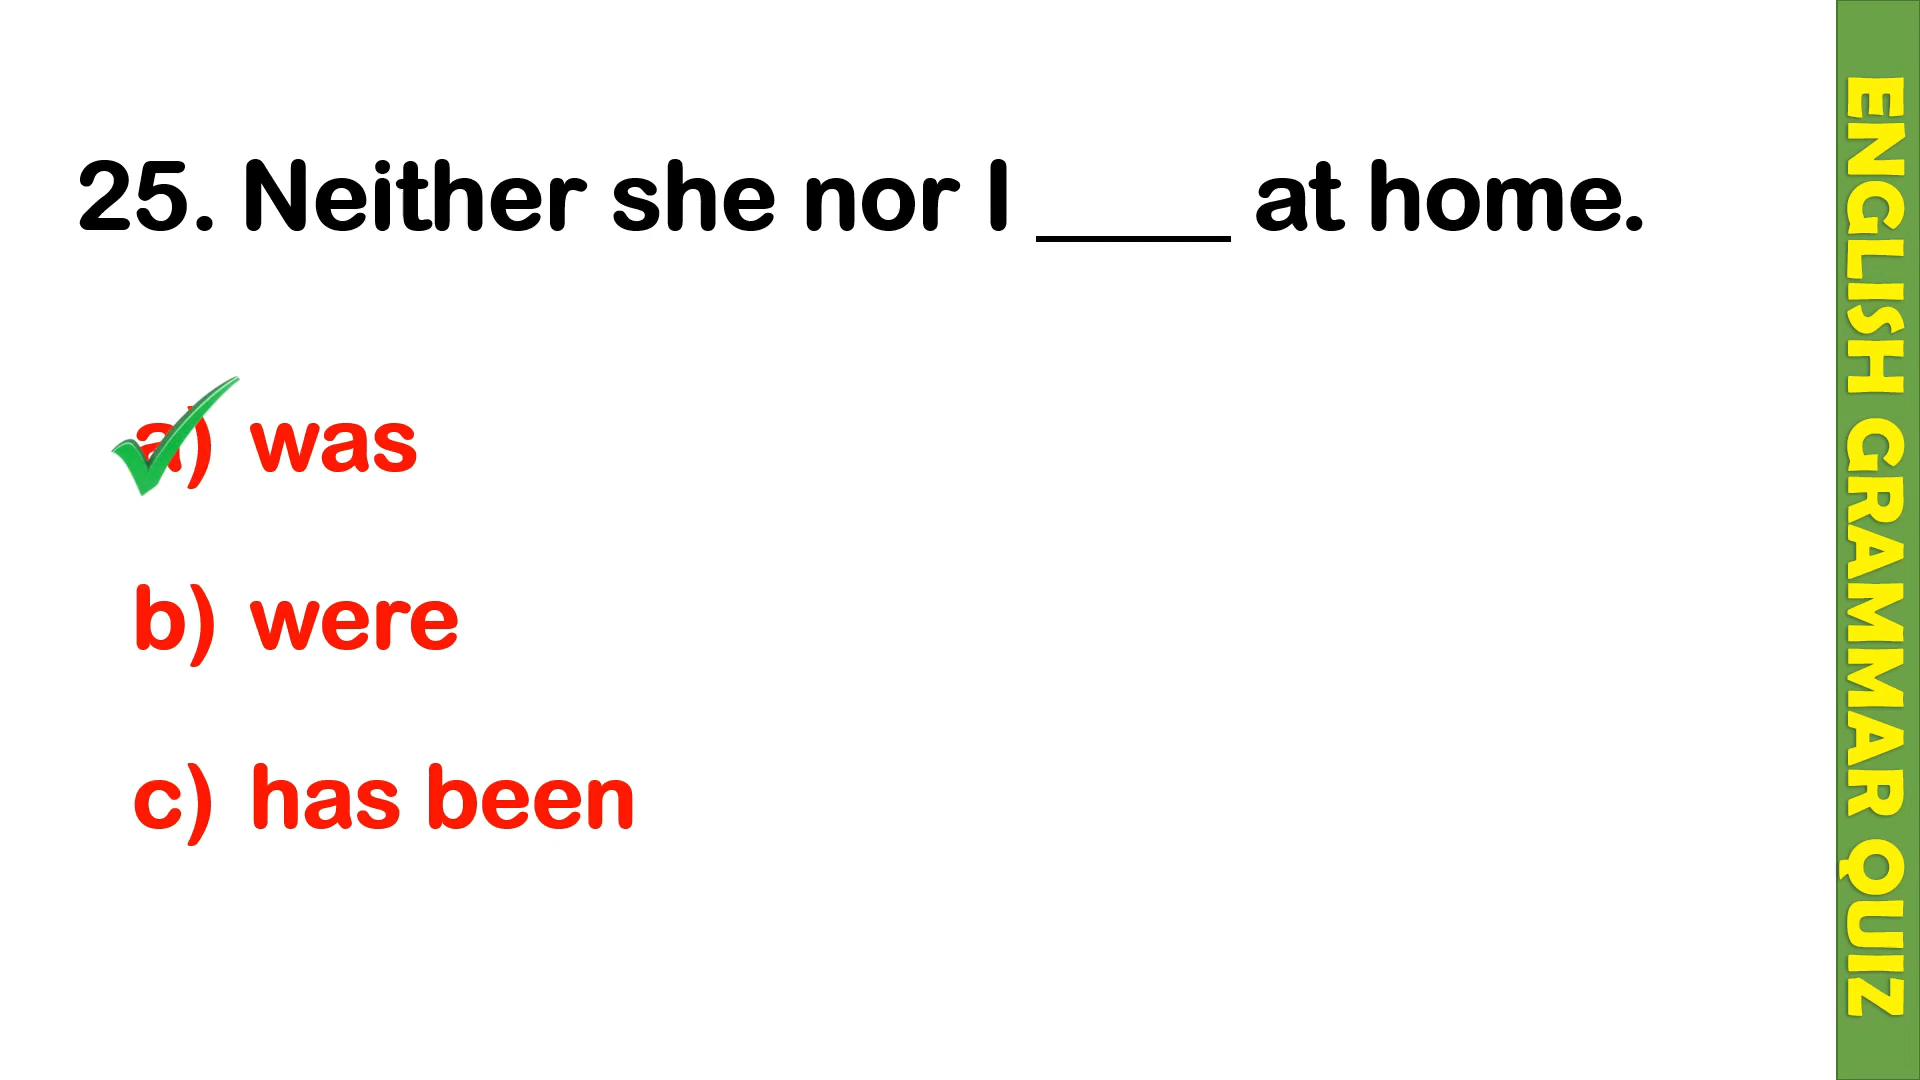 25. Neither she nor I ____ at home.
a) was
b) were
c) has been
ENGLISH GRAMMAR QUIZ